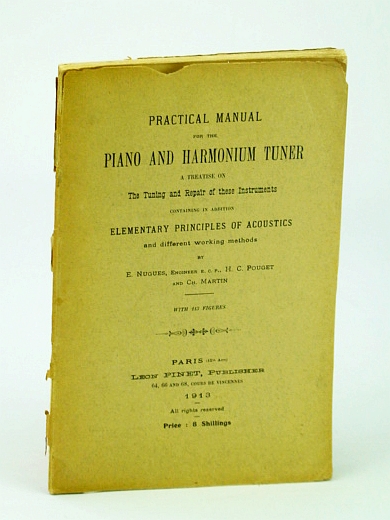 PRACTICAL MANUAL
FOR THE
PIANO AND HARMONIUM TUNER
A TREATISE ON
The Tuning and Repair of these Instruments
CONTAINING IN ADDITION
ELEMENTARY PRINCIPLES OF ACOUSTICS
and different working methods
BY
E. NUGUES, ENGINEER E. C. P., H. C. POUGET
AND CH. MARTIN
WITH 113 FIGURES.
PARIS (12th Arr)
LEON PINET, PUBLISHER
64, 66 AND 68, COURS DE VINCENNES
1913
All rights reserved
Price : 8 Shillings